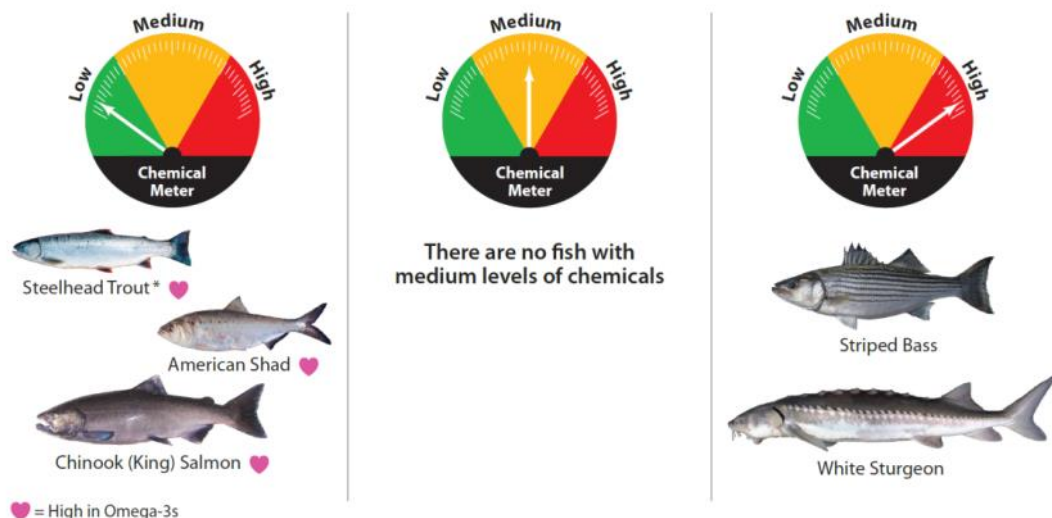 Low
Medium
High
Chemical
Meter
Steelhead Trout *
American Shad
Chinook (King) Salmon
= High in Omega-3s
Low
Medium
High
Chemical
Meter
There are no fish with
medium levels of chemicals
Low
Medium
High
Chemical
Meter
Striped Bass
White Sturgeon